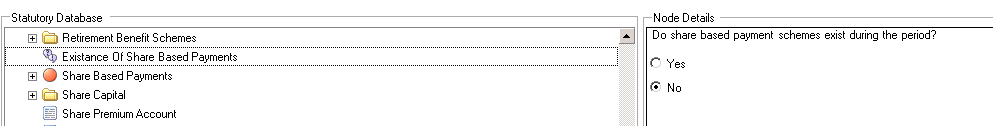 Statutory Database
Retirement Benefit Schemes
Existance Of Share Based Payments
Share Based Payments
Share Capital
Share Premium Account
Node Details
Do share based payment schemes exist during the period?
Yes
No